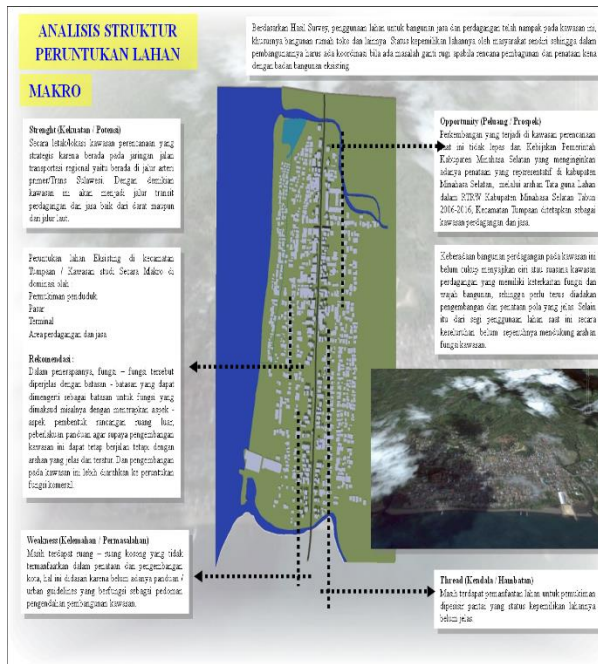 ANALISIS STRUKTUR
PERUNTUKAN LAHAN
MAKRO
Berdasarkan Hasil Survey, penggunaan lahan untuk bangunan jasa dan perdagangan telah nampak pada kawasan ini,
khususnya bangunan rumah toko dan lainnya. Status kepemilikan lahannya oleh masyarakat sendiri sehingga dalam
pembangunannya harus ada koordinasi bila ada masalah ganti rugi apabila rencana pembagunan dan penataan kena
dengan badan bangunan eksisting.
Strenght (Kekuatan / Potensi)
Secara letak/lokasi kawasan perencanaan yang
strategis karena berada pada jaringan jalan
transportasi regional yaitu berada di jalur arteri
primer/Trans Sulawesi. Dengan demikian
kawasan ini akan menjadi jalur transit
perdagangan dan jasa baik dari darat maupun
dari jalur laut.
Peruntukan lahan Eksisting di kecamatan
Tumpaan / Kawasan studi Secara Makro di
dominasi oleh
Permukiman penduduk
Pasar
Terminal
Area perdagangan dan jasa
Rekomendasi :
Dalam penerapannya, fungsi – fungsi tersebut
diperjelas dengan batasan - batasan yang dapat
dimengerti sebagai batasan untuk fungsi yang
dimaksud misalnya dengan menerapkan aspek -
aspek pembentuk rancangan ruang luar,
peberlakuan panduan agar supaya pengembangan
kawasan ini dapat tetap berjalan tetapi dengan
arahan yang jelas dan teratur. Dan pengembangan
pada kawasan ini lebih diarahkan ke peruntukan
fungsi komersil.
Weakness (Kelemahan / Permasalahan)
Masih terdapat ruang – ruang kosong yang tidak
termanfaatkan dalam penataan dan pengembangan
kota, hal ini didasari karena belum adanya panduan /
urban guidelines yang berfungsi sebagai pedoman
pengendalian pembangunan kawasan.
Opportunity (Peluang / Prospek)
Perkembangan yang terjadi di kawasan perencanaan
saat ini tidak lepas dari Kebijakan Pemerintah
Kabupaten Minahasa Selatan yang menginginkan
adanya penataan yang representatif di kabupaten
Minahasa Selatan, melalui arahan Tata guna Lahan
dalam RTRW Kabupaten Minahasa Selatan Tahun
2006-2016, Kecamatan Tumpaan ditetapkan sebagai
kawasan perdagangan dan jasa.
Keberadaan bangunan perdagangan pada kawasan ini
belum cukup menyajikan ciri atau suasana kawasan
perdagangan yang memiliki keterkaitan fungsi dan
wajah bangunan, sehingga perlu terus diadakan
pengembangan dan penataan pola yang jelas. Selain
itu dari segi penggunaan lahan saat ini secara
keseluruhan belum sepenuhnya mendukung arahan
fungsi kawasan.
Thread (Kendala / Hambatan)
Masih terdapat pemanfaatan lahan untuk pemukiman
dipesisir pantai yang status kepemilikan lahannya
belum jelas.